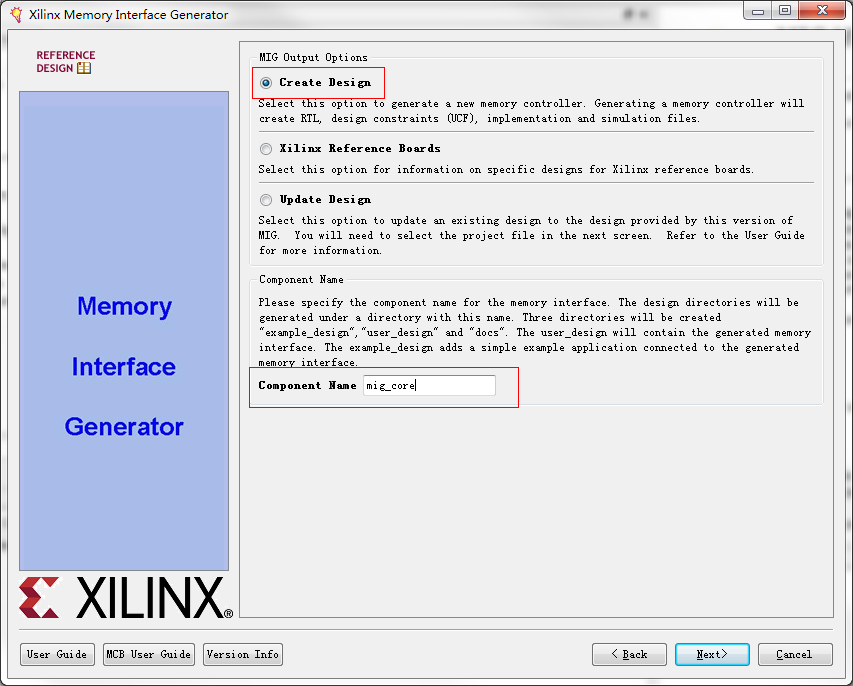 Xilinx Memory Interface Generator
REFERENCE
DESIGN
Memory
Interface
Generator
XILINX®
MIG Output Options
Create Design
Select this option to generate a new memory controller. Generating a memory controller will
create RTL, design constraints (UCF), implementation and simulation files.
Xilinx Reference Boards
Select this option for information on specific designs for Xilinx reference boards.
Update Design
Select this option to update an existing design to the design provided by this version of
MIG.  You will need to select the project file in the next screen.  Refer to the User Guide
for more information.
Component Name
Please specify the component name for the memory interface. The design directories will be
generated under a directory with this name. Three directories will be created
"example_design","user_design" and "docs". The user_design will contain the generated memory
interface. The example_design adds a simple example application connected to the generated
memory interface.
Component Name mig_core
User Guide MCB User Guide Version Info < Back Next> Cancel